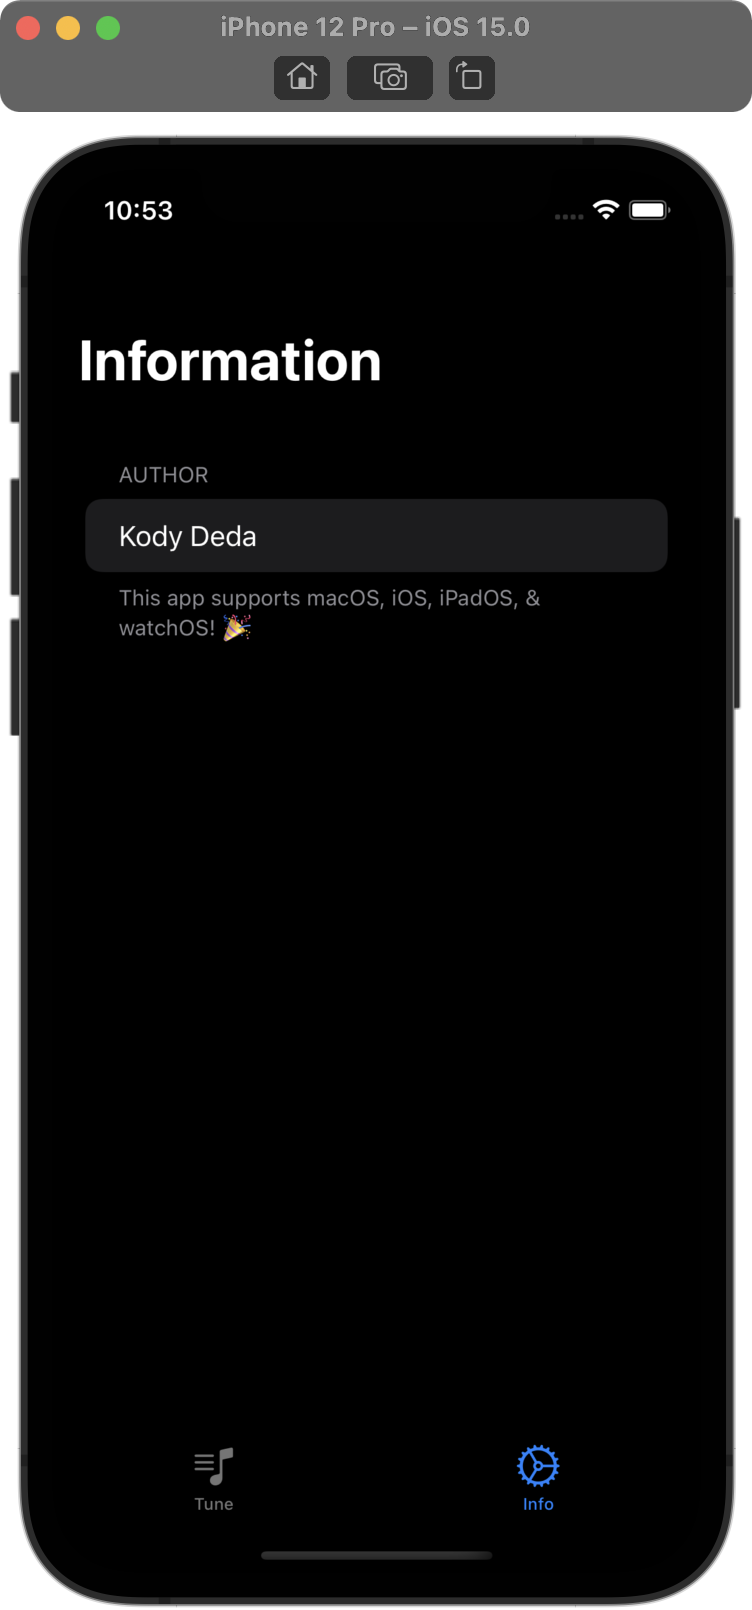 iPhone 12 Pro – iOS 15.0
10:53
Information
AUTHOR
Kody Deda
This app supports macOS, iOS, iPadOS, &
watchOS! 🎉
Tune
Info